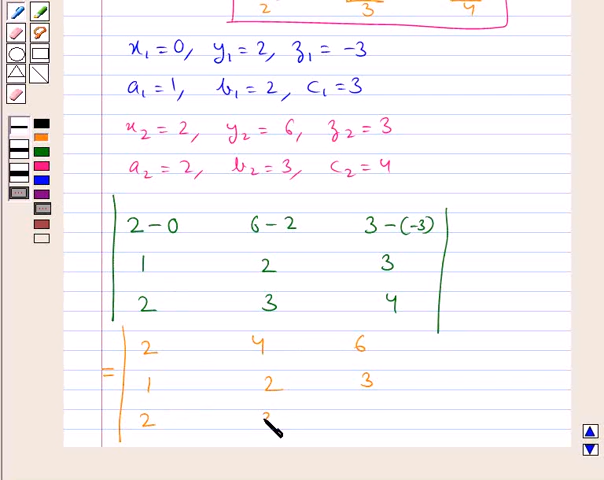 2 3 4
x₁ = 0, y₁ = 2, z₁ = -3
a₁ = 1, b₁ = 2, c₁ = 3
x₂ = 2, y₂ = 6, z₂ = 3
a₂ = 2, b₂ = 3, c₂ = 4
| 2-0 6-2 3-(-3) |
| 1 2 3 |
| 2 3 4 |
| 2 4 6
= | 1 2 3
| 2